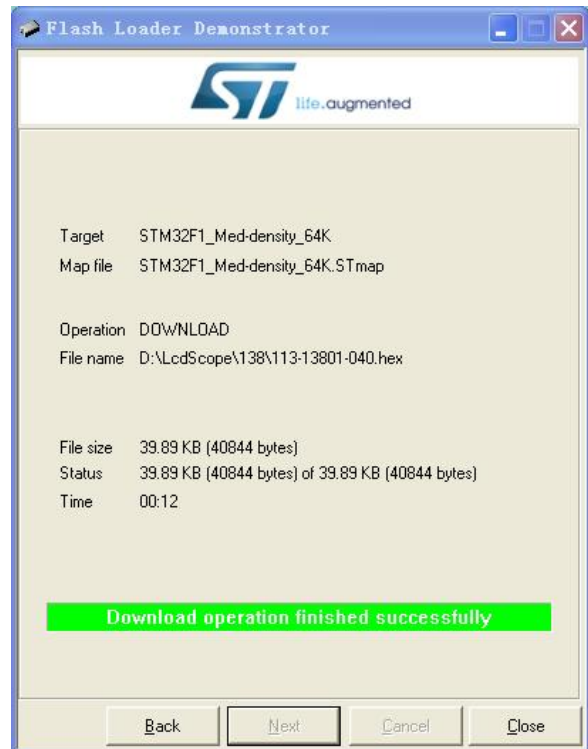 Flash Loader Demonstrator
ST life.augmented
Target STM32F1_Med-density_64K
Map file STM32F1_Med-density_64K.STmap
Operation DOWNLOAD
File name D:\LcdScope\138\113-13801-040.hex
File size 39.89 KB (40844 bytes)
Status 39.89 KB (40844 bytes) of 39.89 KB (40844 bytes)
Time 00:12
Download operation finished successfully
Back Next Cancel Close